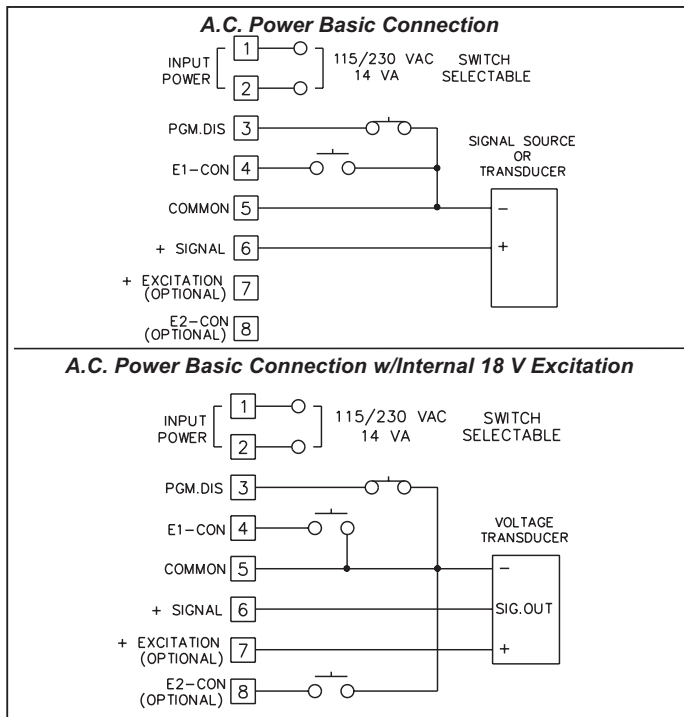 A.C. Power Basic Connection
INPUT POWER
1
2
115/230 VAC
14 VA
SWITCH
SELECTABLE
PGM.DIS 3
E1-CON 4
COMMON 5
+ SIGNAL 6
+ EXCITATION
(OPTIONAL) 7
E2-CON
(OPTIONAL) 8
SIGNAL SOURCE
OR
TRANSDUCER
-
+
A.C. Power Basic Connection w/Internal 18 V Excitation
INPUT POWER
1
2
115/230 VAC
14 VA
SWITCH
SELECTABLE
PGM.DIS 3
E1-CON 4
COMMON 5
+ SIGNAL 6
+ EXCITATION
(OPTIONAL) 7
E2-CON
(OPTIONAL) 8
VOLTAGE
TRANSDUCER
-
SIG.OUT
+